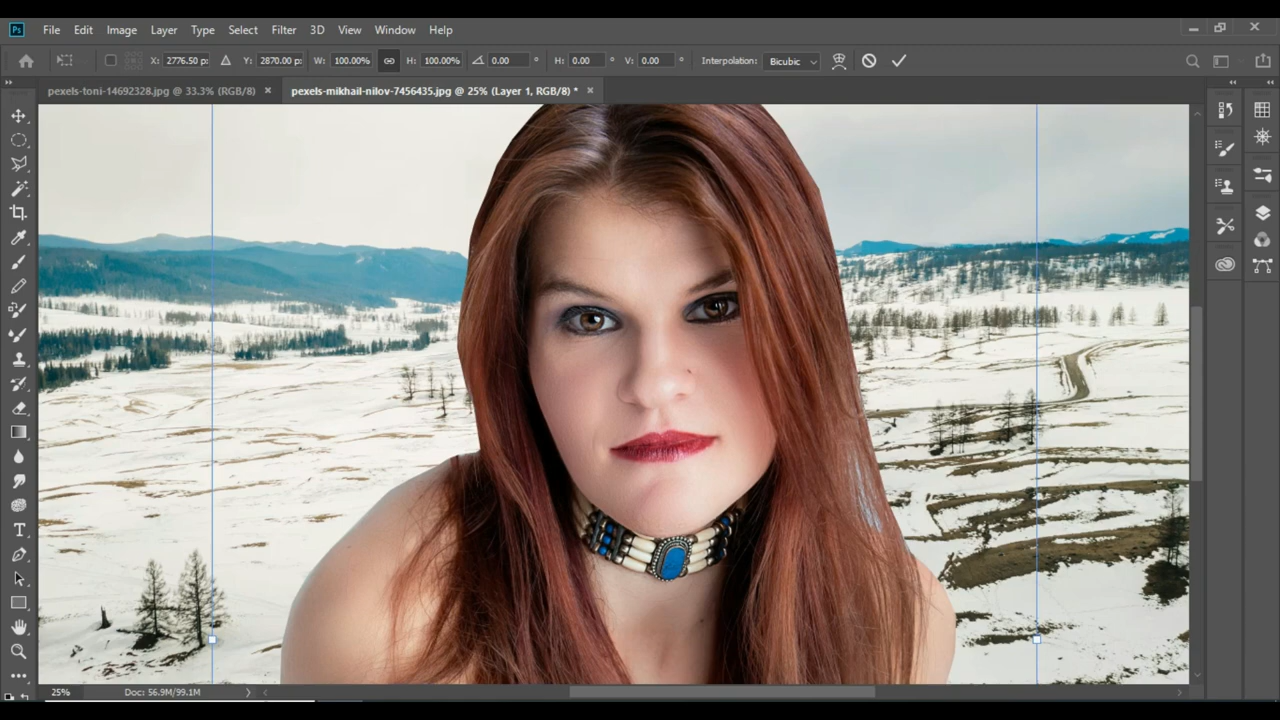 Ps File Edit Image Layer Type Select Filter 3D View Window Help
X: 2776.50 p: Y: 2870.00 p: W: 100.00% H: 100.00% 0.00 ° H: 0.00 ° V: 0.00 ° Interpolation: Bicubic
pexels-toni-14692328.jpg @ 33.3% (RGB/8) × pexels-mikhail-nilov-7456435.jpg @ 25% (Layer 1, RGB/8) * ×
T
25% Doc: 56.9M/99.1M